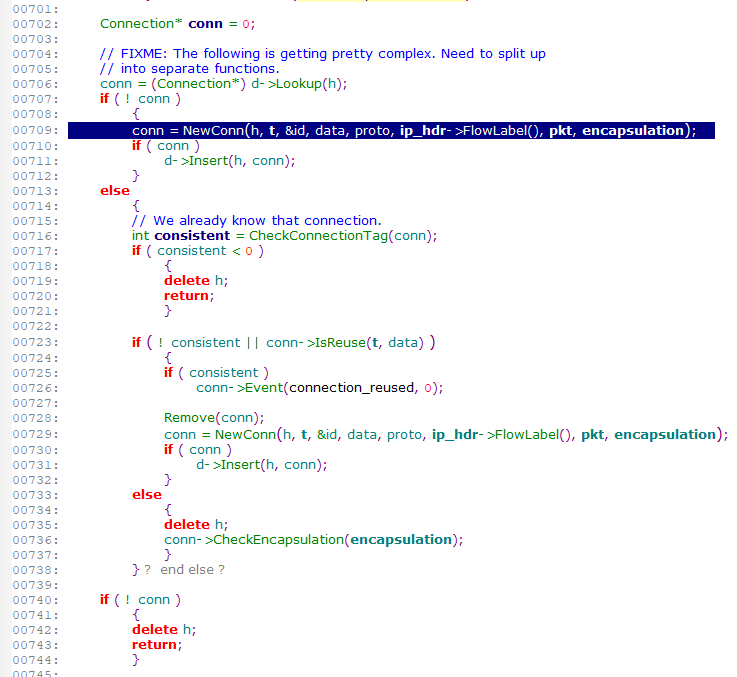 00701:
00702: Connection* conn = 0;
00703:
00704: // FIXME: The following is getting pretty complex. Need to split up
00705: // into separate functions.
00706: conn = (Connection*) d->Lookup(h);
00707: if ( ! conn )
00708: {
00709: conn = NewConn(h, t, &id, data, proto, ip_hdr->FlowLabel(), pkt, encapsulation);
00710: if ( conn )
00711: d->Insert(h, conn);
00712: }
00713: else
00714: {
00715: // We already know that connection.
00716: int consistent = CheckConnectionTag(conn);
00717: if ( consistent < 0 )
00718: {
00719: delete h;
00720: return;
00721: }
00722:
00723: if ( ! consistent || conn->IsReuse(t, data) )
00724: {
00725: if ( consistent )
00726: conn->Event(connection_reused, 0);
00727:
00728: Remove(conn);
00729: conn = NewConn(h, t, &id, data, proto, ip_hdr->FlowLabel(), pkt, encapsulation);
00730: if ( conn )
00731: d->Insert(h, conn);
00732: }
00733: else
00734: {
00735: delete h;
00736: conn->CheckEncapsulation(encapsulation);
00737: }
00738: } ? end else ?
00739:
00740: if ( ! conn )
00741: {
00742: delete h;
00743: return;
00744: }
00745: